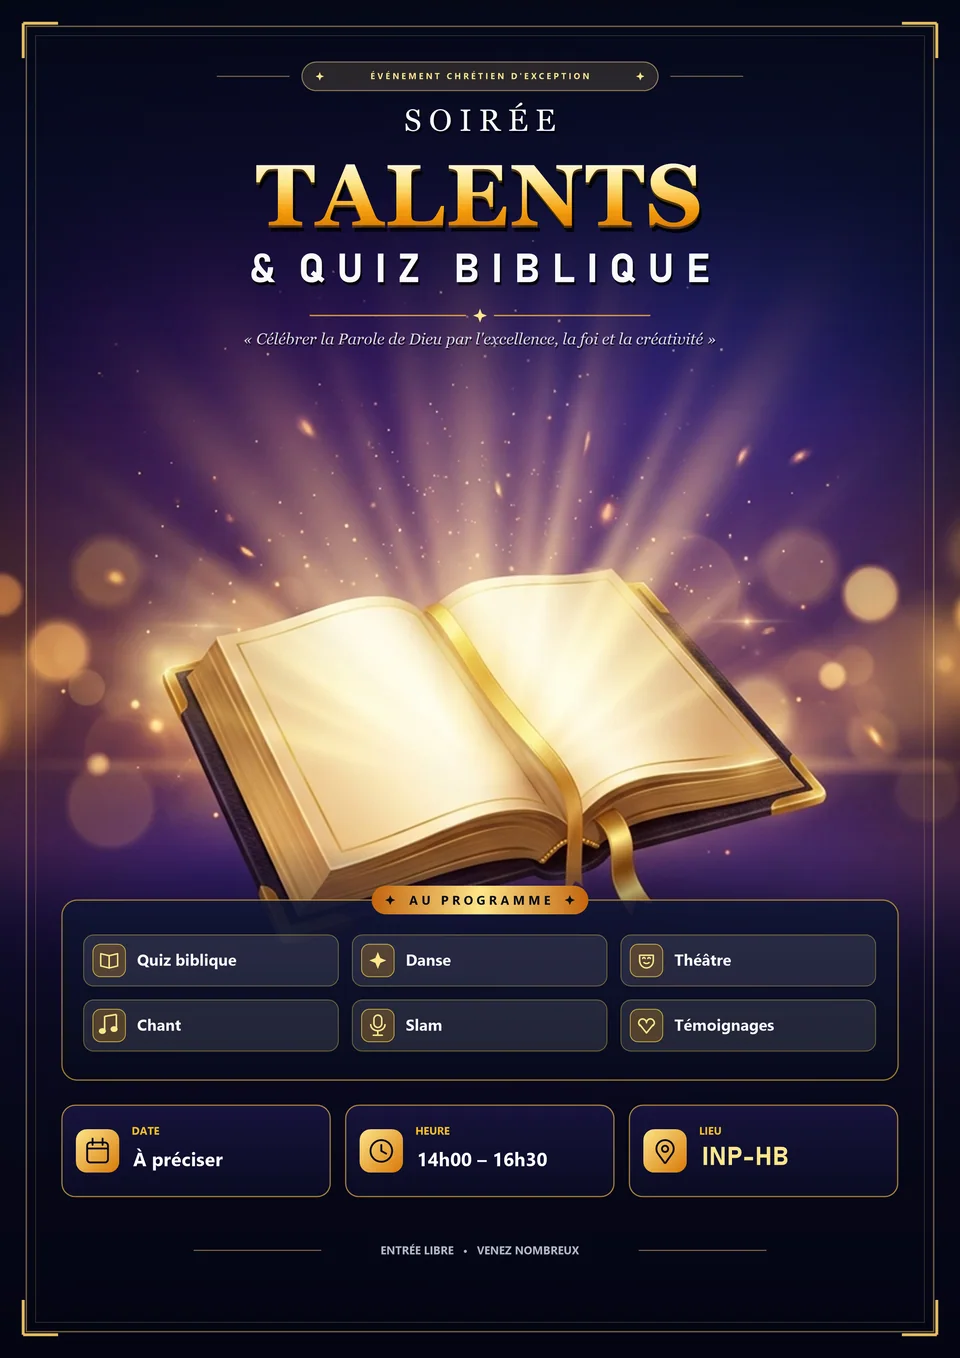 ÉVÉNEMENT CHRÉTIEN D'EXCEPTION
SOIRÉE
TALENTS
& QUIZ BIBLIQUE
« Célébrer la Parole de Dieu par l'excellence, la foi et la créativité »
AU PROGRAMME
Quiz biblique
Danse
Théâtre
Chant
Slam
Témoignages
DATE
À préciser
HEURE
14h00 – 16h30
LIEU
INP-HB
ENTRÉE LIBRE • VENEZ NOMBREUX